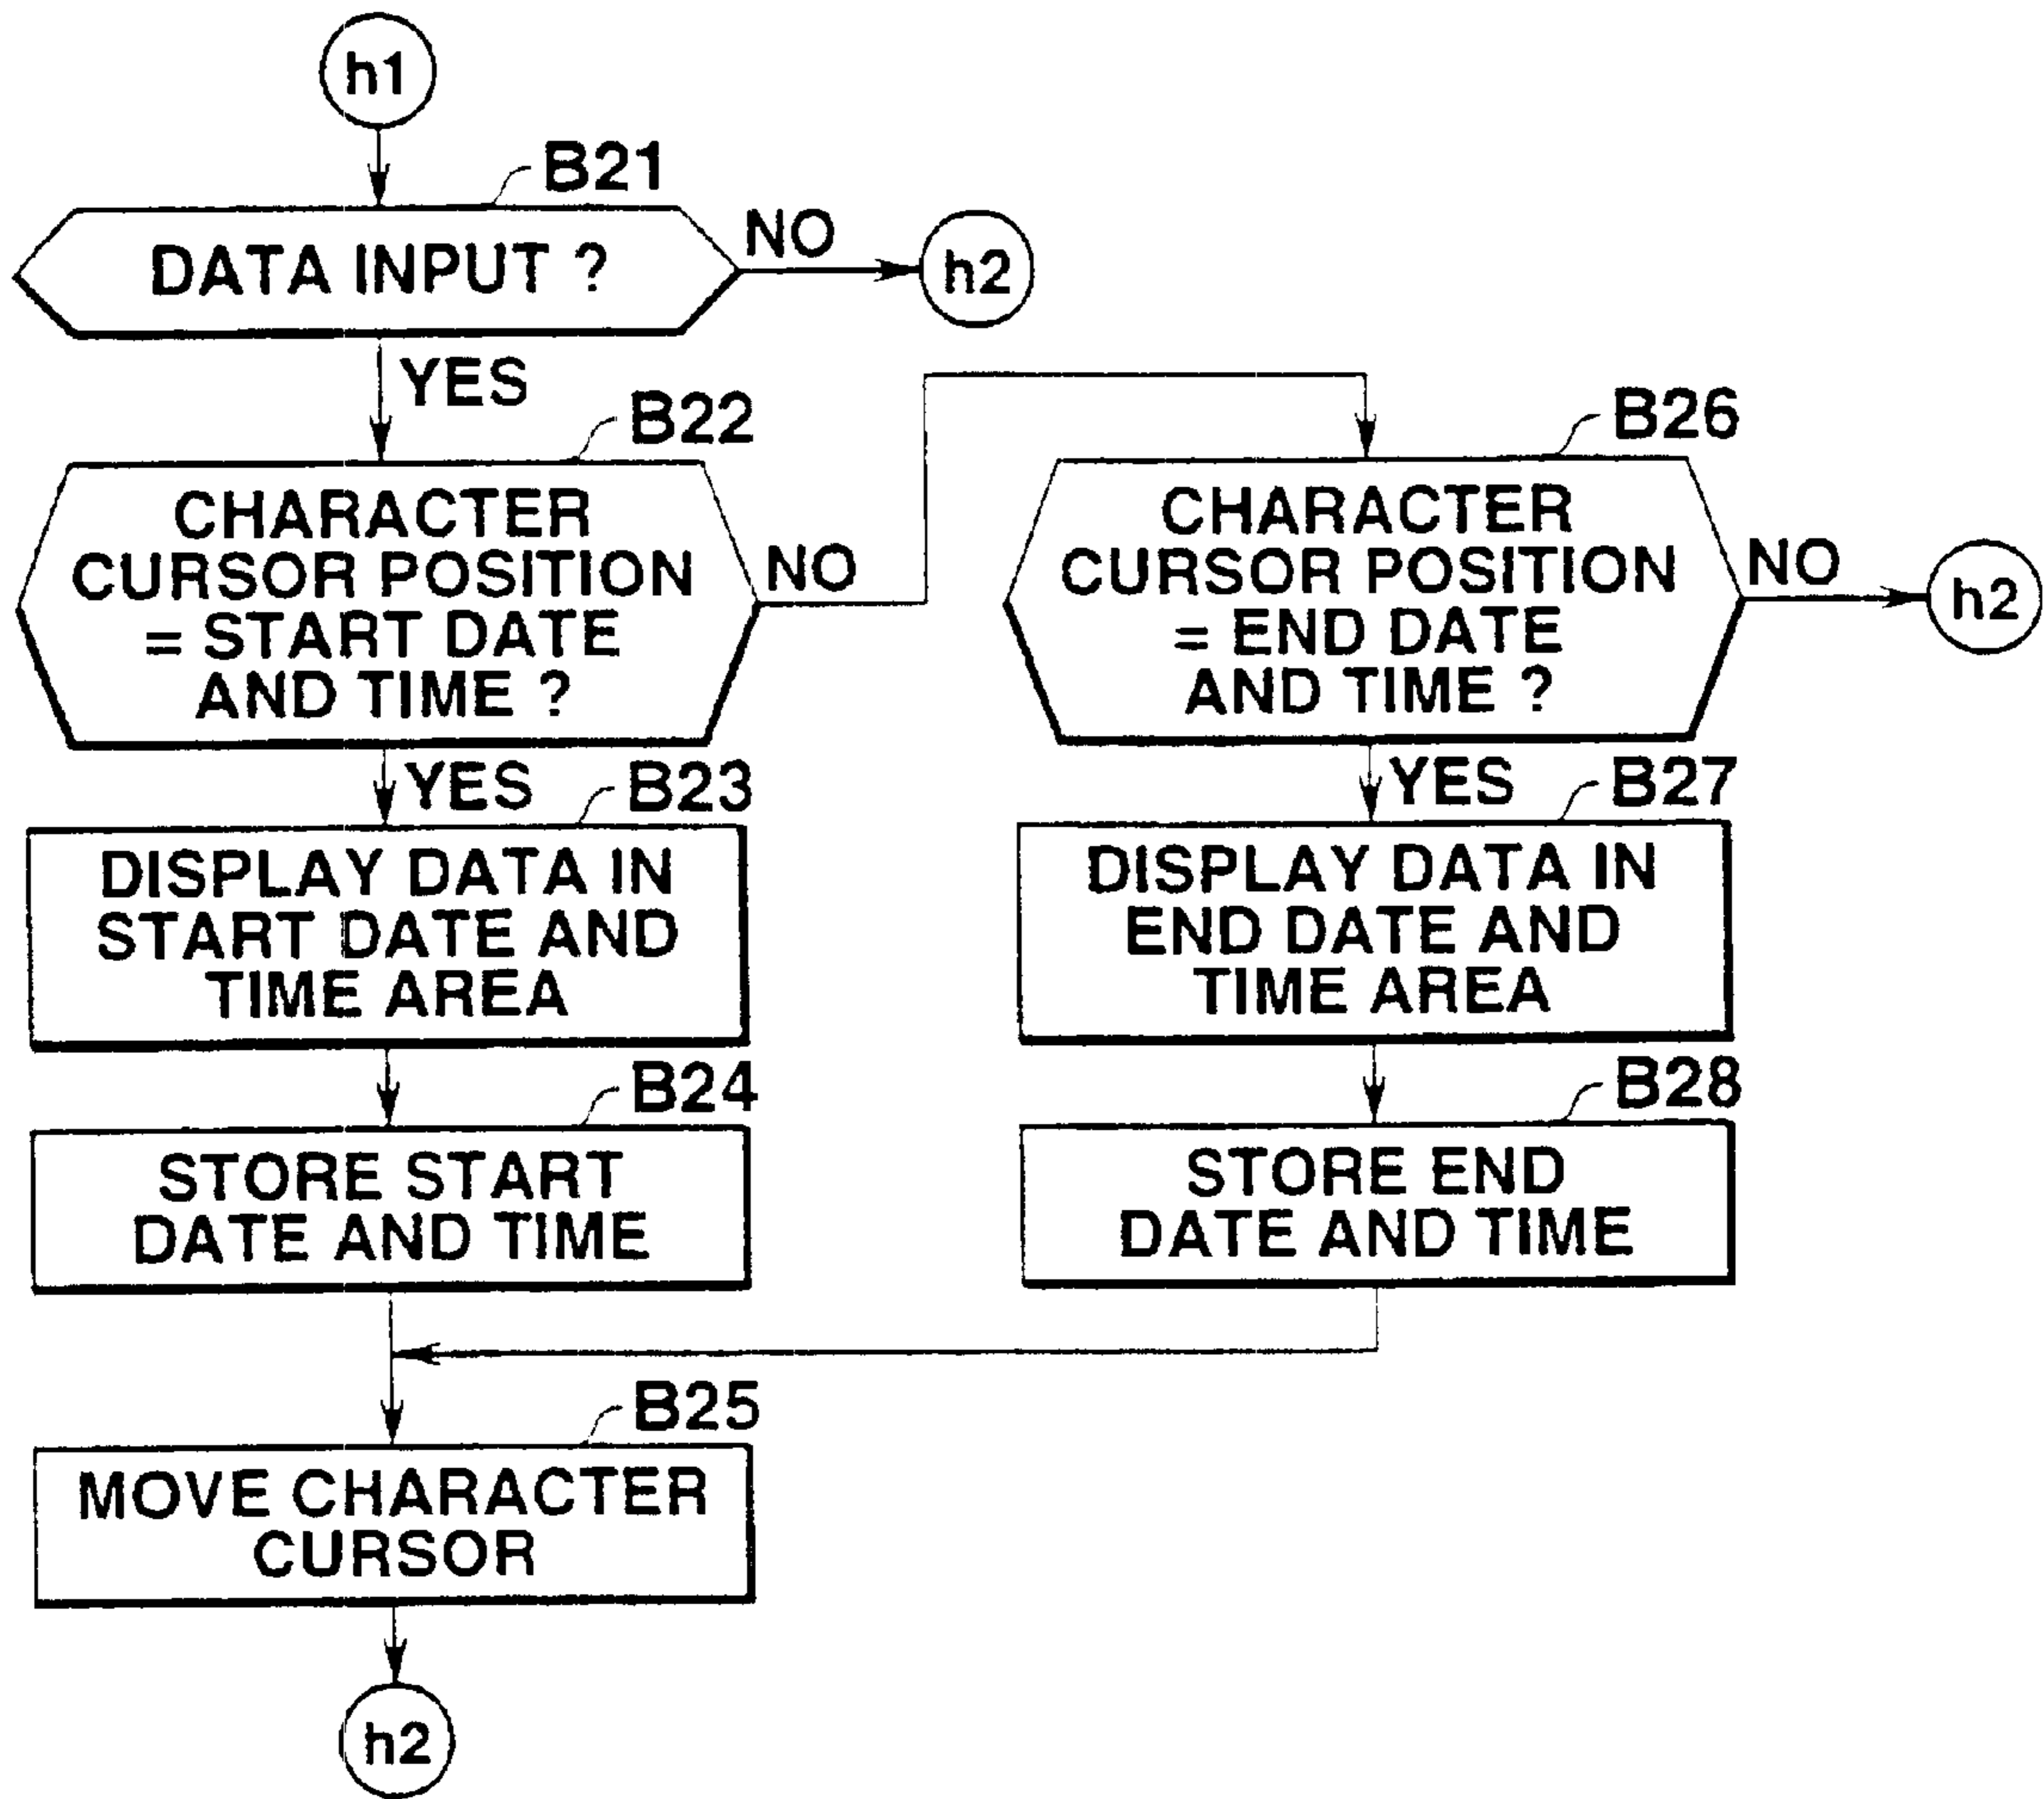 h1
B21
DATA INPUT ?
NO
h2
YES
B22
CHARACTER
CURSOR POSITION
= START DATE
AND TIME ?
NO
B26
CHARACTER
CURSOR POSITION
= END DATE
AND TIME ?
NO
h2
YES
B23
DISPLAY DATA IN
START DATE AND
TIME AREA
YES
B27
DISPLAY DATA IN
END DATE AND
TIME AREA
B24
STORE START
DATE AND TIME
B28
STORE END
DATE AND TIME
B25
MOVE CHARACTER
CURSOR
h2